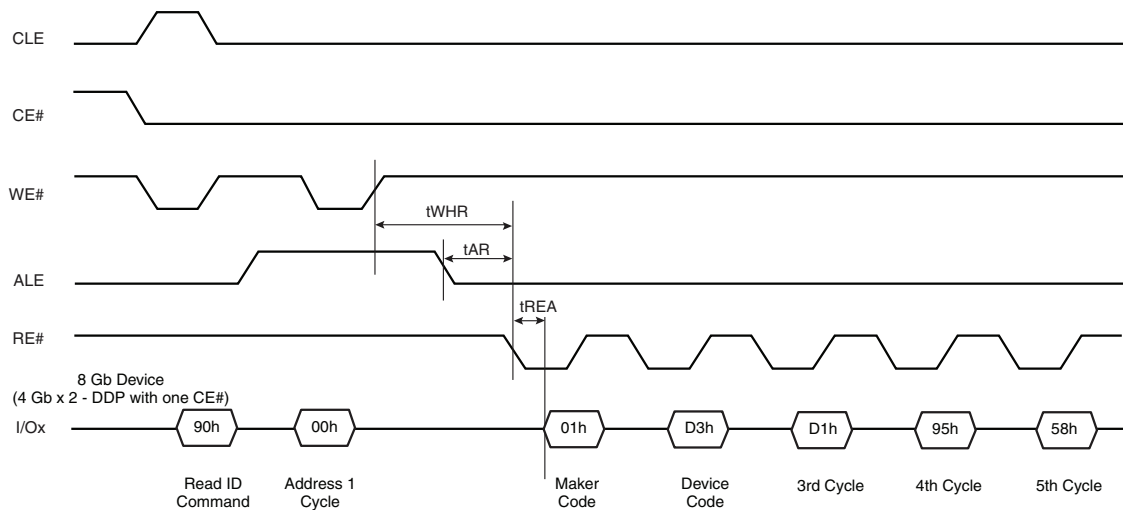 CLE
CE#
WE#
tWHR
tAR
ALE
tREA
RE#
8 Gb Device
(4 Gb x 2 - DDP with one CE#)
I/Ox
90h
00h
01h
D3h
D1h
95h
58h
Read ID
Command
Address 1
Cycle
Maker
Code
Device
Code
3rd Cycle
4th Cycle
5th Cycle